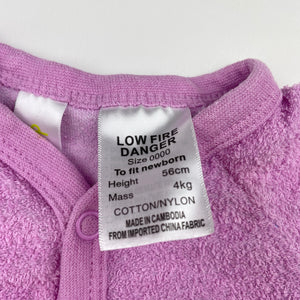 LOW FIRE
DANGER
Size 0000
To fit newborn
Height 56cm
Mass 4kg
COTTON/NYLON
MADE IN CAMBODIA
FROM IMPORTED CHINA FABRIC